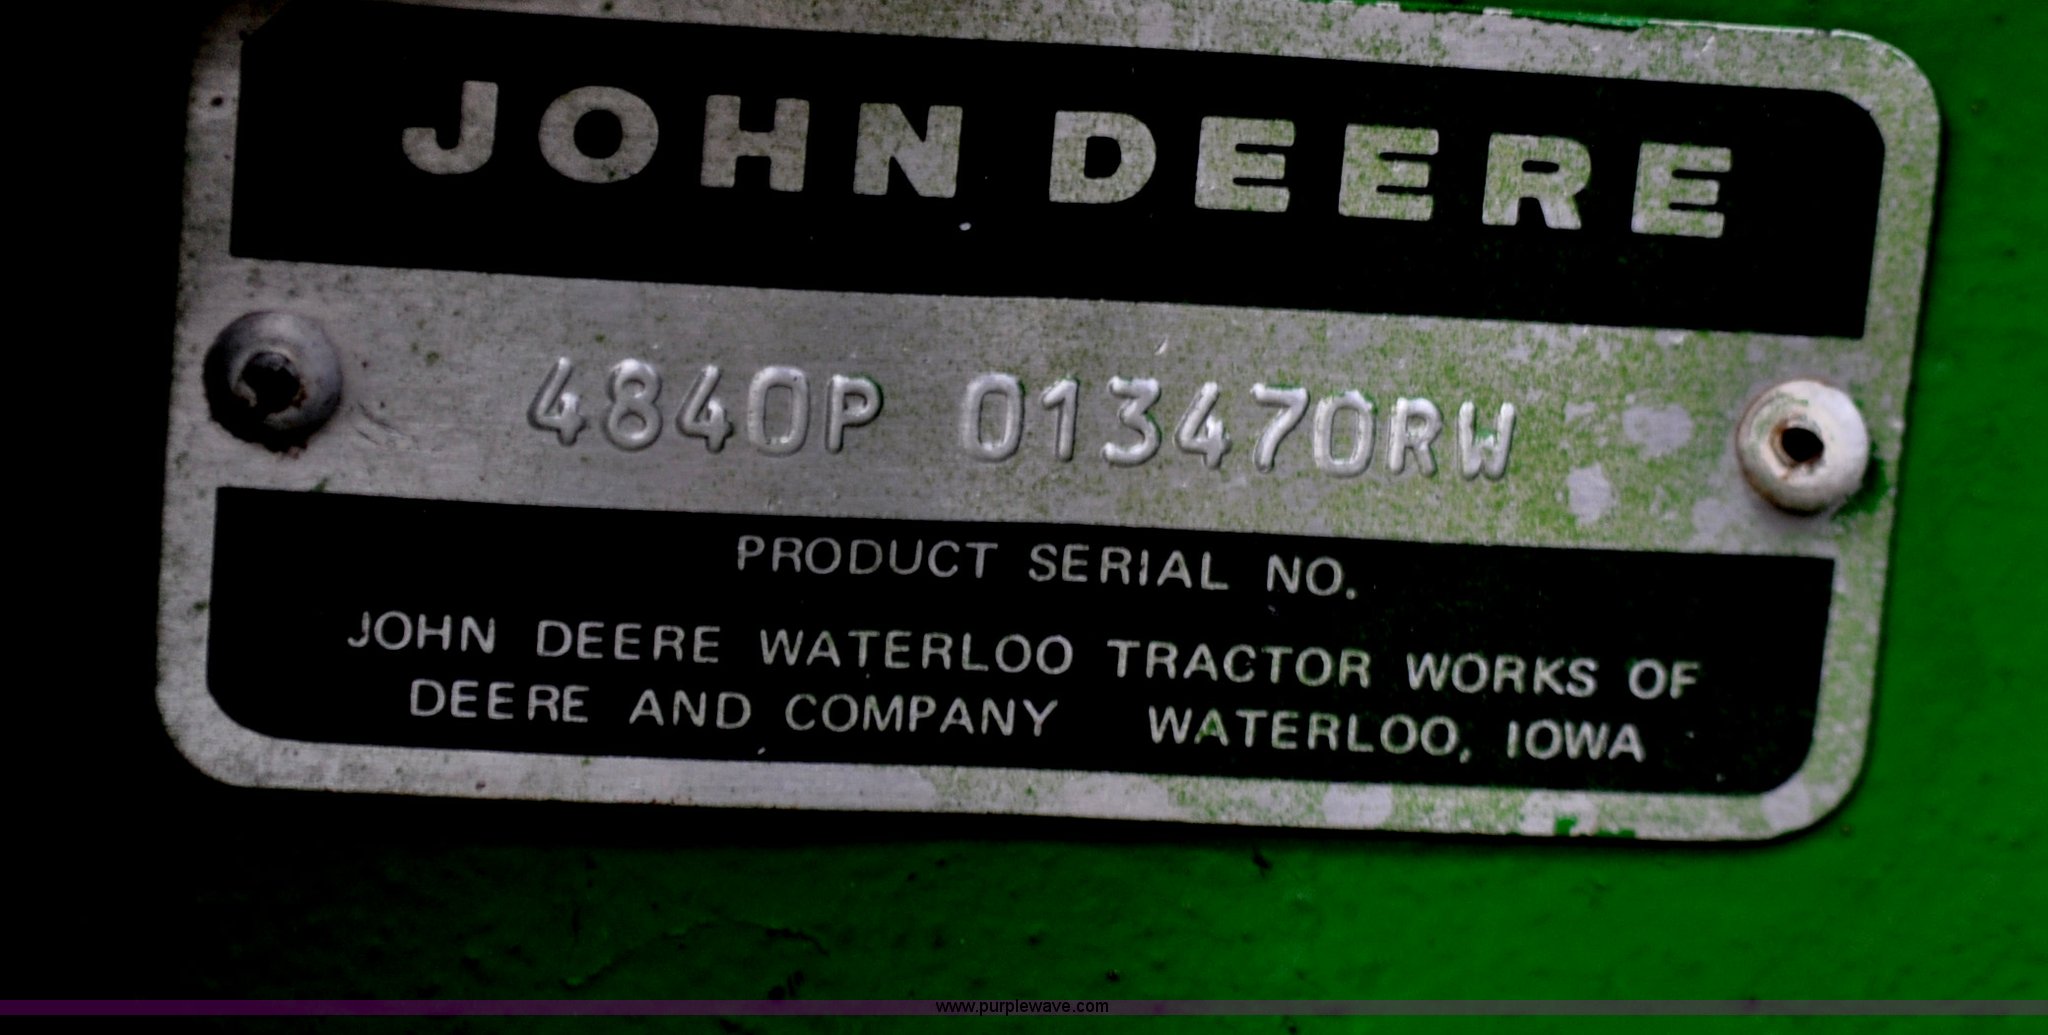 JOHN DEERE
4840P 013470RW
PRODUCT SERIAL NO.
JOHN DEERE WATERLOO TRACTOR WORKS OF
DEERE AND COMPANY WATERLOO, IOWA
www.purplewave.com